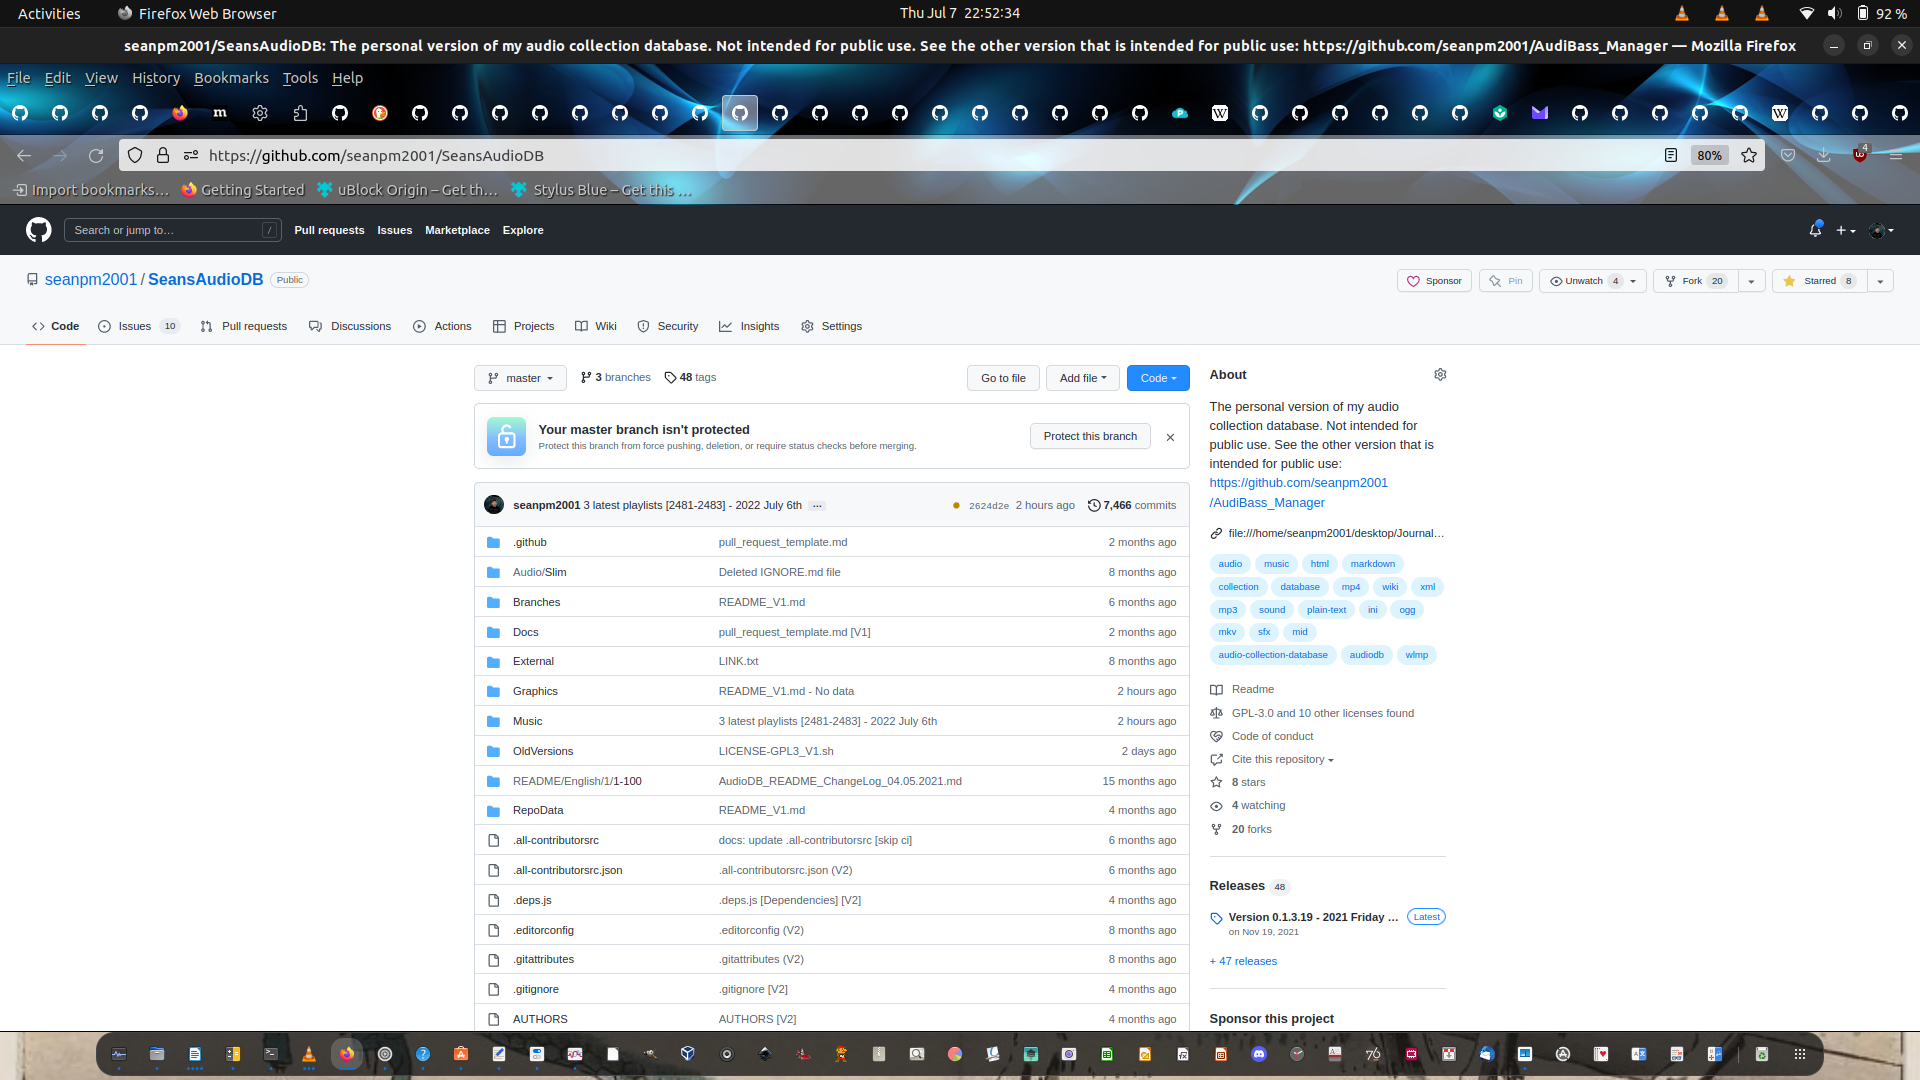 Activities Firefox Web Browser Thu Jul 7 22:52:34 92 %
seanpm2001/SeansAudioDB: The personal version of my audio collection database. Not intended for public use. See the other version that is intended for public use: https://github.com/seanpm2001/AudiBass_Manager — Mozilla Firefox
File Edit View History Bookmarks Tools Help
https://github.com/seanpm2001/SeansAudioDB 80% 4
Import bookmarks… Getting Started uBlock Origin – Get th… Stylus Blue – Get this …
Search or jump to… / Pull requests Issues Marketplace Explore
seanpm2001 / SeansAudioDB Public Sponsor Pin Unwatch 4 Fork 20 Starred 8
Code Issues 10 Pull requests Discussions Actions Projects Wiki Security Insights Settings
master 3 branches 48 tags Go to file Add file Code
Your master branch isn't protected
Protect this branch from force pushing, deletion, or require status checks before merging.
Protect this branch
seanpm2001 3 latest playlists [2481-2483] - 2022 July 6th ... 2624d2e 2 hours ago 7,466 commits
.github pull_request_template.md 2 months ago
Audio/Slim Deleted IGNORE.md file 8 months ago
Branches README_V1.md 6 months ago
Docs pull_request_template.md [V1] 2 months ago
External LINK.txt 8 months ago
Graphics README_V1.md - No data 2 hours ago
Music 3 latest playlists [2481-2483] - 2022 July 6th 2 hours ago
OldVersions LICENSE-GPL3_V1.sh 2 days ago
README/English/1/1-100 AudioDB_README_ChangeLog_04.05.2021.md 15 months ago
RepoData README_V1.md 4 months ago
.all-contributorsrc docs: update .all-contributorsrc [skip ci] 6 months ago
.all-contributorsrc.json .all-contributorsrc.json (V2) 6 months ago
.deps.js .deps.js [Dependencies] [V2] 4 months ago
.editorconfig .editorconfig (V2) 8 months ago
.gitattributes .gitattributes (V2) 8 months ago
.gitignore .gitignore [V2] 4 months ago
AUTHORS AUTHORS [V2] 4 months ago
About
The personal version of my audio
collection database. Not intended for
public use. See the other version that is
intended for public use:
https://github.com/seanpm2001
/AudiBass_Manager
file:///home/seanpm2001/desktop/Journal…
audio music html markdown
collection database mp4 wiki xml
mp3 sound plain-text ini ogg
mkv sfx mid
audio-collection-database audiodb wlmp
Readme
GPL-3.0 and 10 other licenses found
Code of conduct
Cite this repository
8 stars
4 watching
20 forks
Releases 48
Version 0.1.3.19 - 2021 Friday … Latest
on Nov 19, 2021
+ 47 releases
Sponsor this project